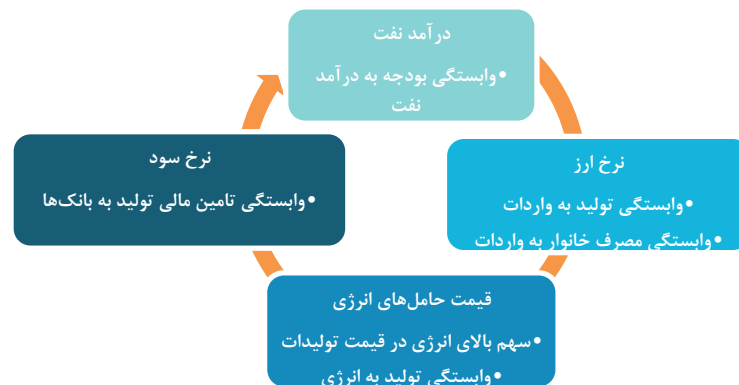 درآمد نفت
•وابستگی بودجه به درآمد
نفت
نرخ ارز
•وابستگی تولید به واردات
•وابستگی مصرف خانوار به واردات
قیمت حامل‌های انرژی
•سهم بالای انرژی در قیمت تولیدات
•وابستگی تولید به انرژی
نرخ سود
•وابستگی تامین مالی تولید به بانک‌ها